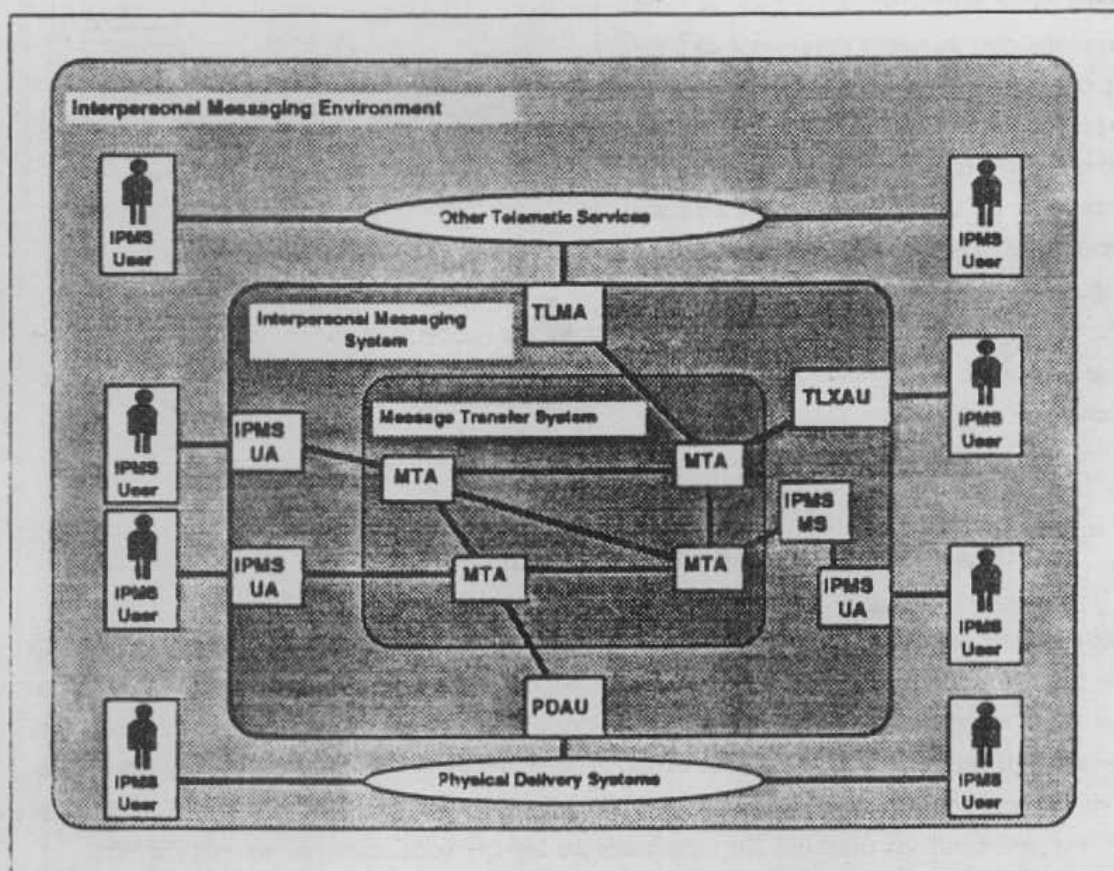 Interpersonal Messaging Environment
IPMS
User
Other Telematic Services
IPMS
User
Interpersonal Messaging
System
TLMA
IPMS
User
TLXAU
IPMS
User
IPMS
UA
Message Transfer System
MTA
MTA
IPMS
MS
IPMS
User
IPMS
UA
MTA
MTA
IPMS
UA
IPMS
User
PDAU
IPMS
User
Physical Delivery Systems
IPMS
User